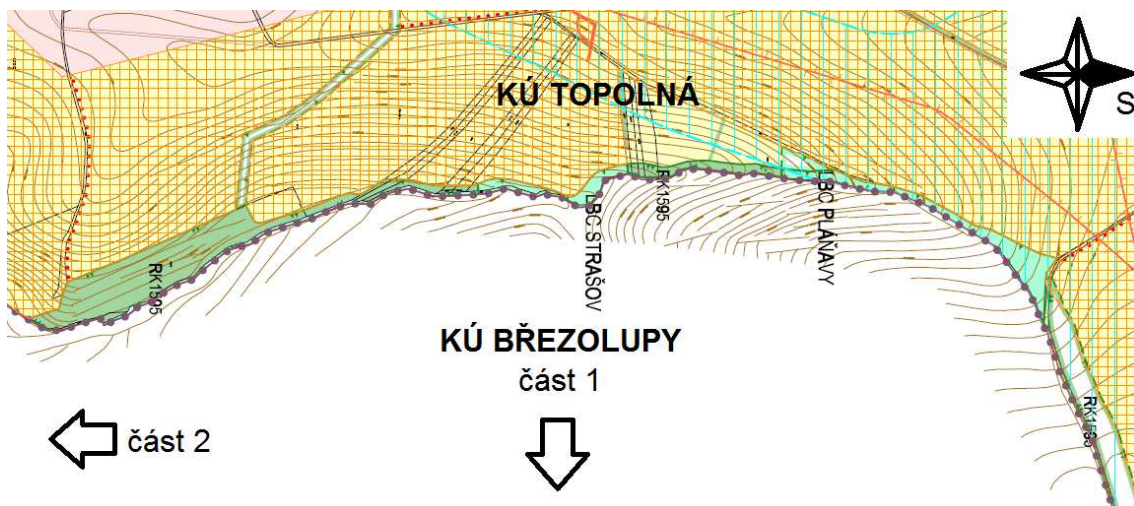 S
KÚ TOPOLNÁ
RK1595
LBC PLÁŇAVY
LBC STRAŠOV
RK1595
KÚ BŘEZOLUPY
část 1
část 2